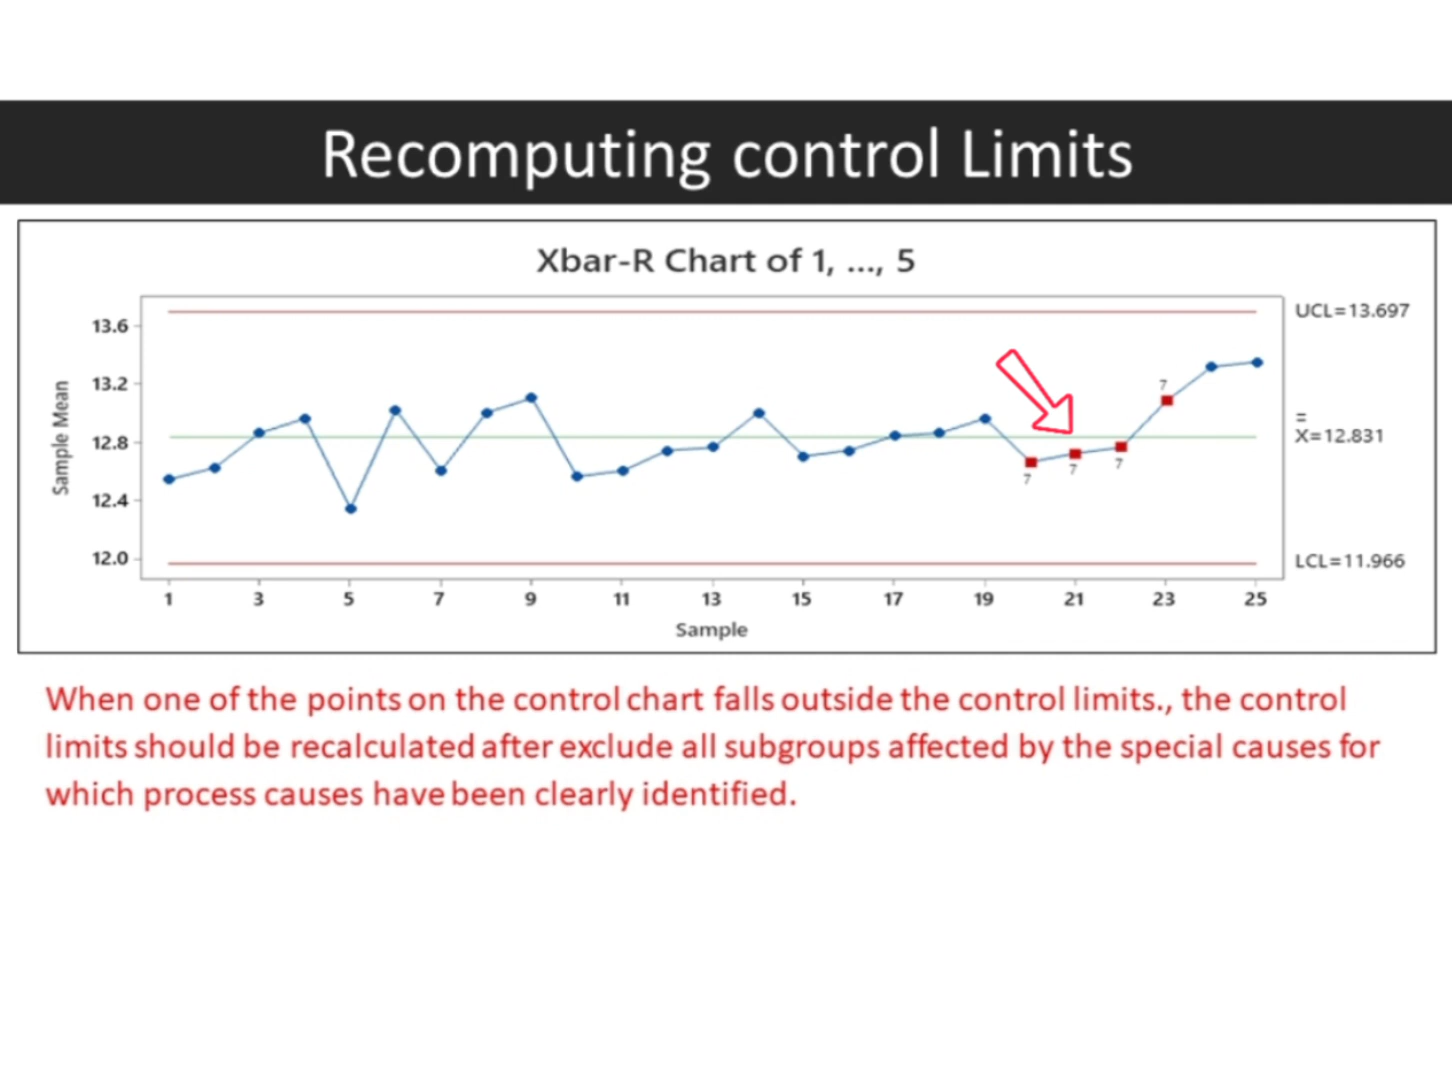 Recomputing control Limits
Xbar-R Chart of 1, ..., 5
UCL=13.697
13.6
13.2
12.8
12.4
12.0
Sample Mean
7
7
7
7
=
X=12.831
LCL=11.966
1 3 5 7 9 11 13 15 17 19 21 23 25
Sample
When one of the points on the control chart falls outside the control limits., the control
limits should be recalculated after exclude all subgroups affected by the special causes for
which process causes have been clearly identified.